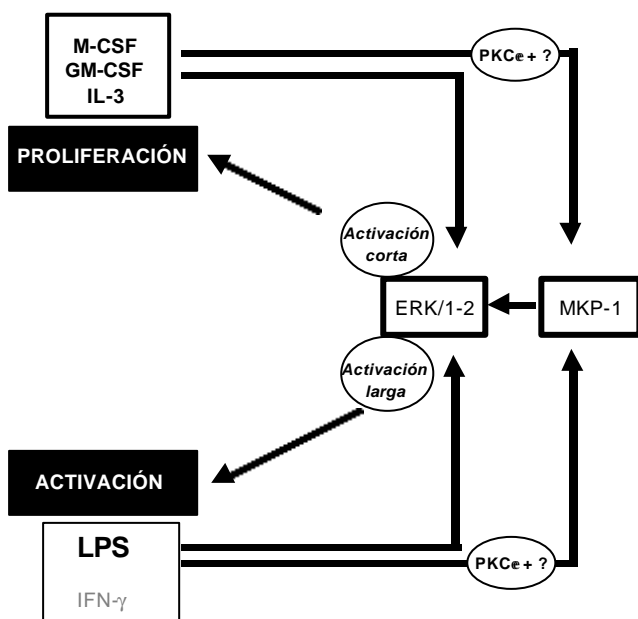 M-CSF
GM-CSF
IL-3
PKCe + ?
PROLIFERACIÓN
Activación
corta
ERK/1-2
MKP-1
Activación
larga
ACTIVACIÓN
LPS
IFN-γ
PKCe + ?